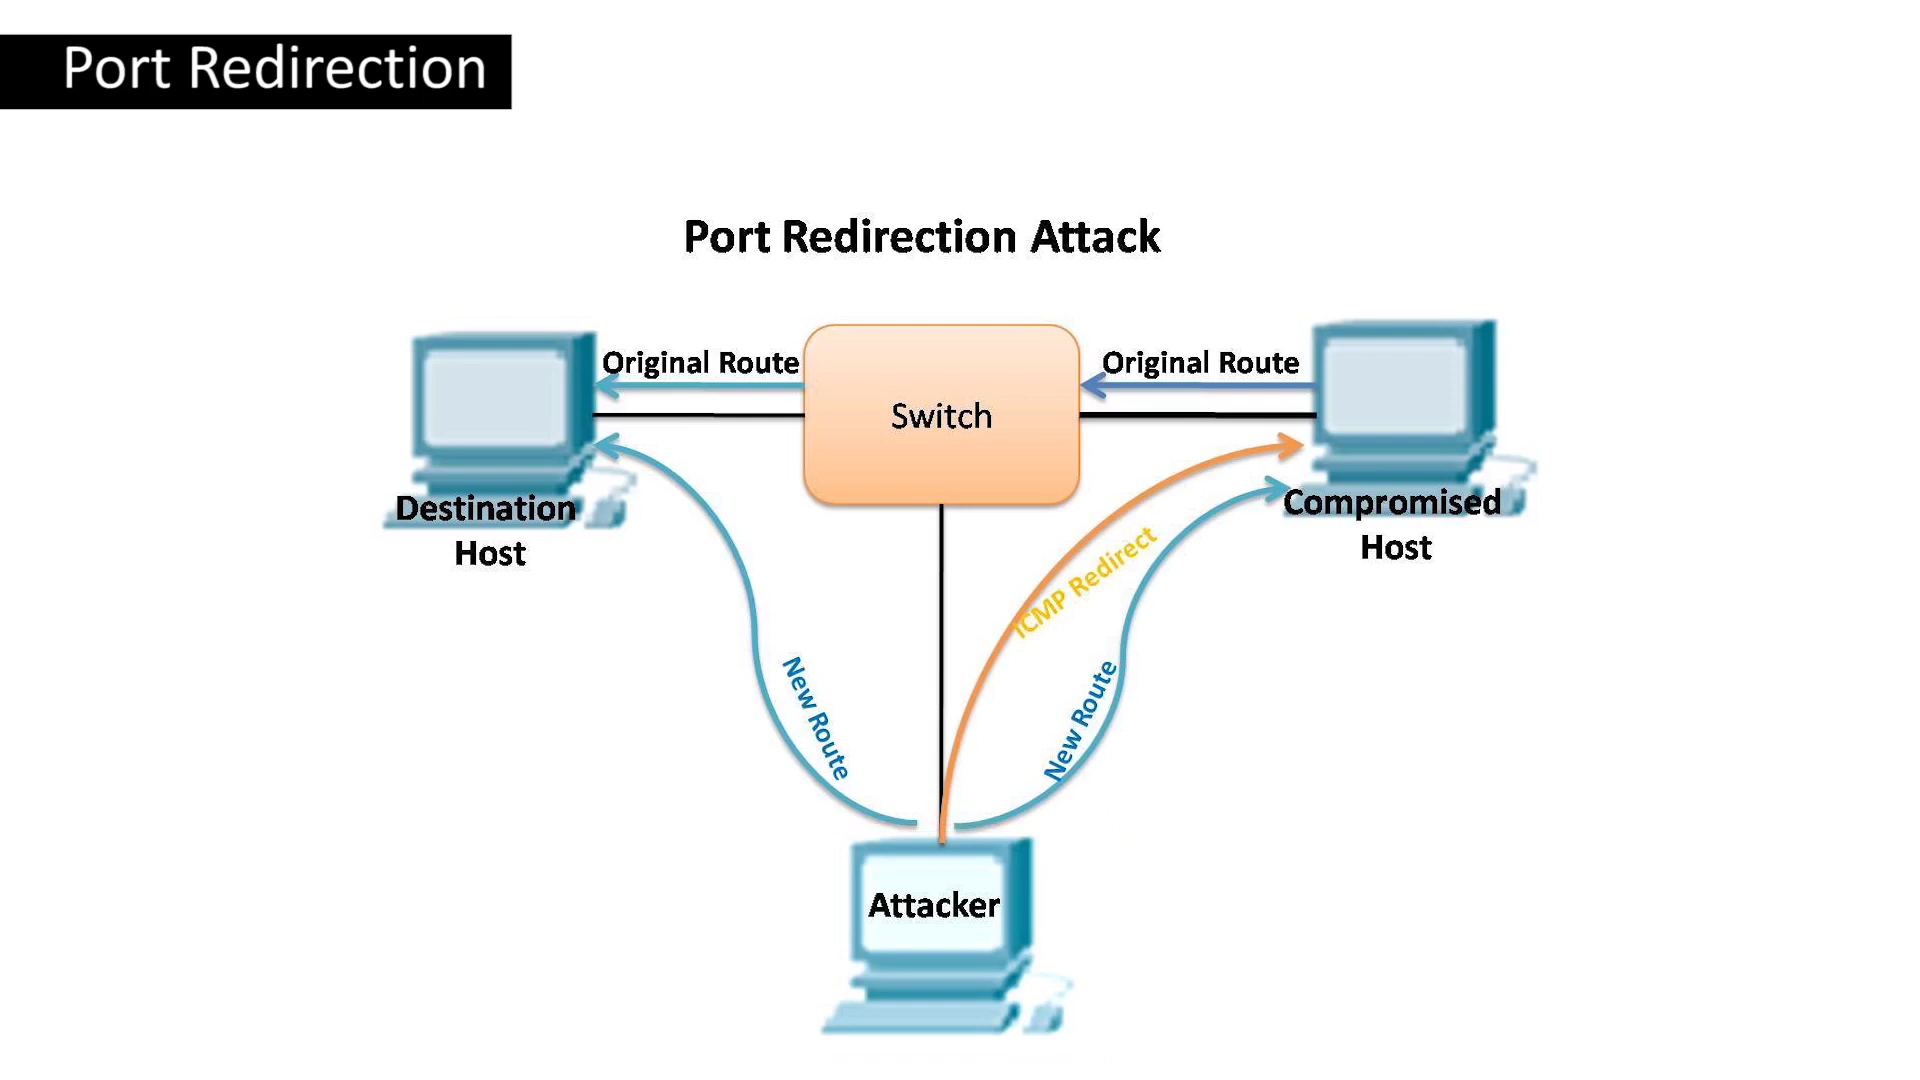 Port Redirection
Port Redirection Attack
Original Route
Original Route
Switch
Destination
Host
Compromised
Host
ICMP Redirect
New Route
New Route
Attacker